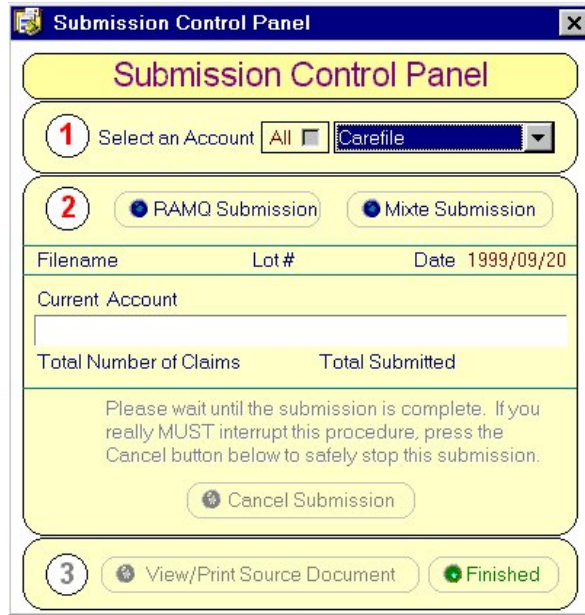 Submission Control Panel
Submission Control Panel
1 Select an Account All Carefile
2 RAMQ Submission Mixte Submission
Filename Lot# Date 1999/09/20
Current Account
Total Number of Claims Total Submitted
Please wait until the submission is complete. If you
really MUST interrupt this procedure, press the
Cancel button below to safely stop this submission.
Cancel Submission
3 View/Print Source Document Finished